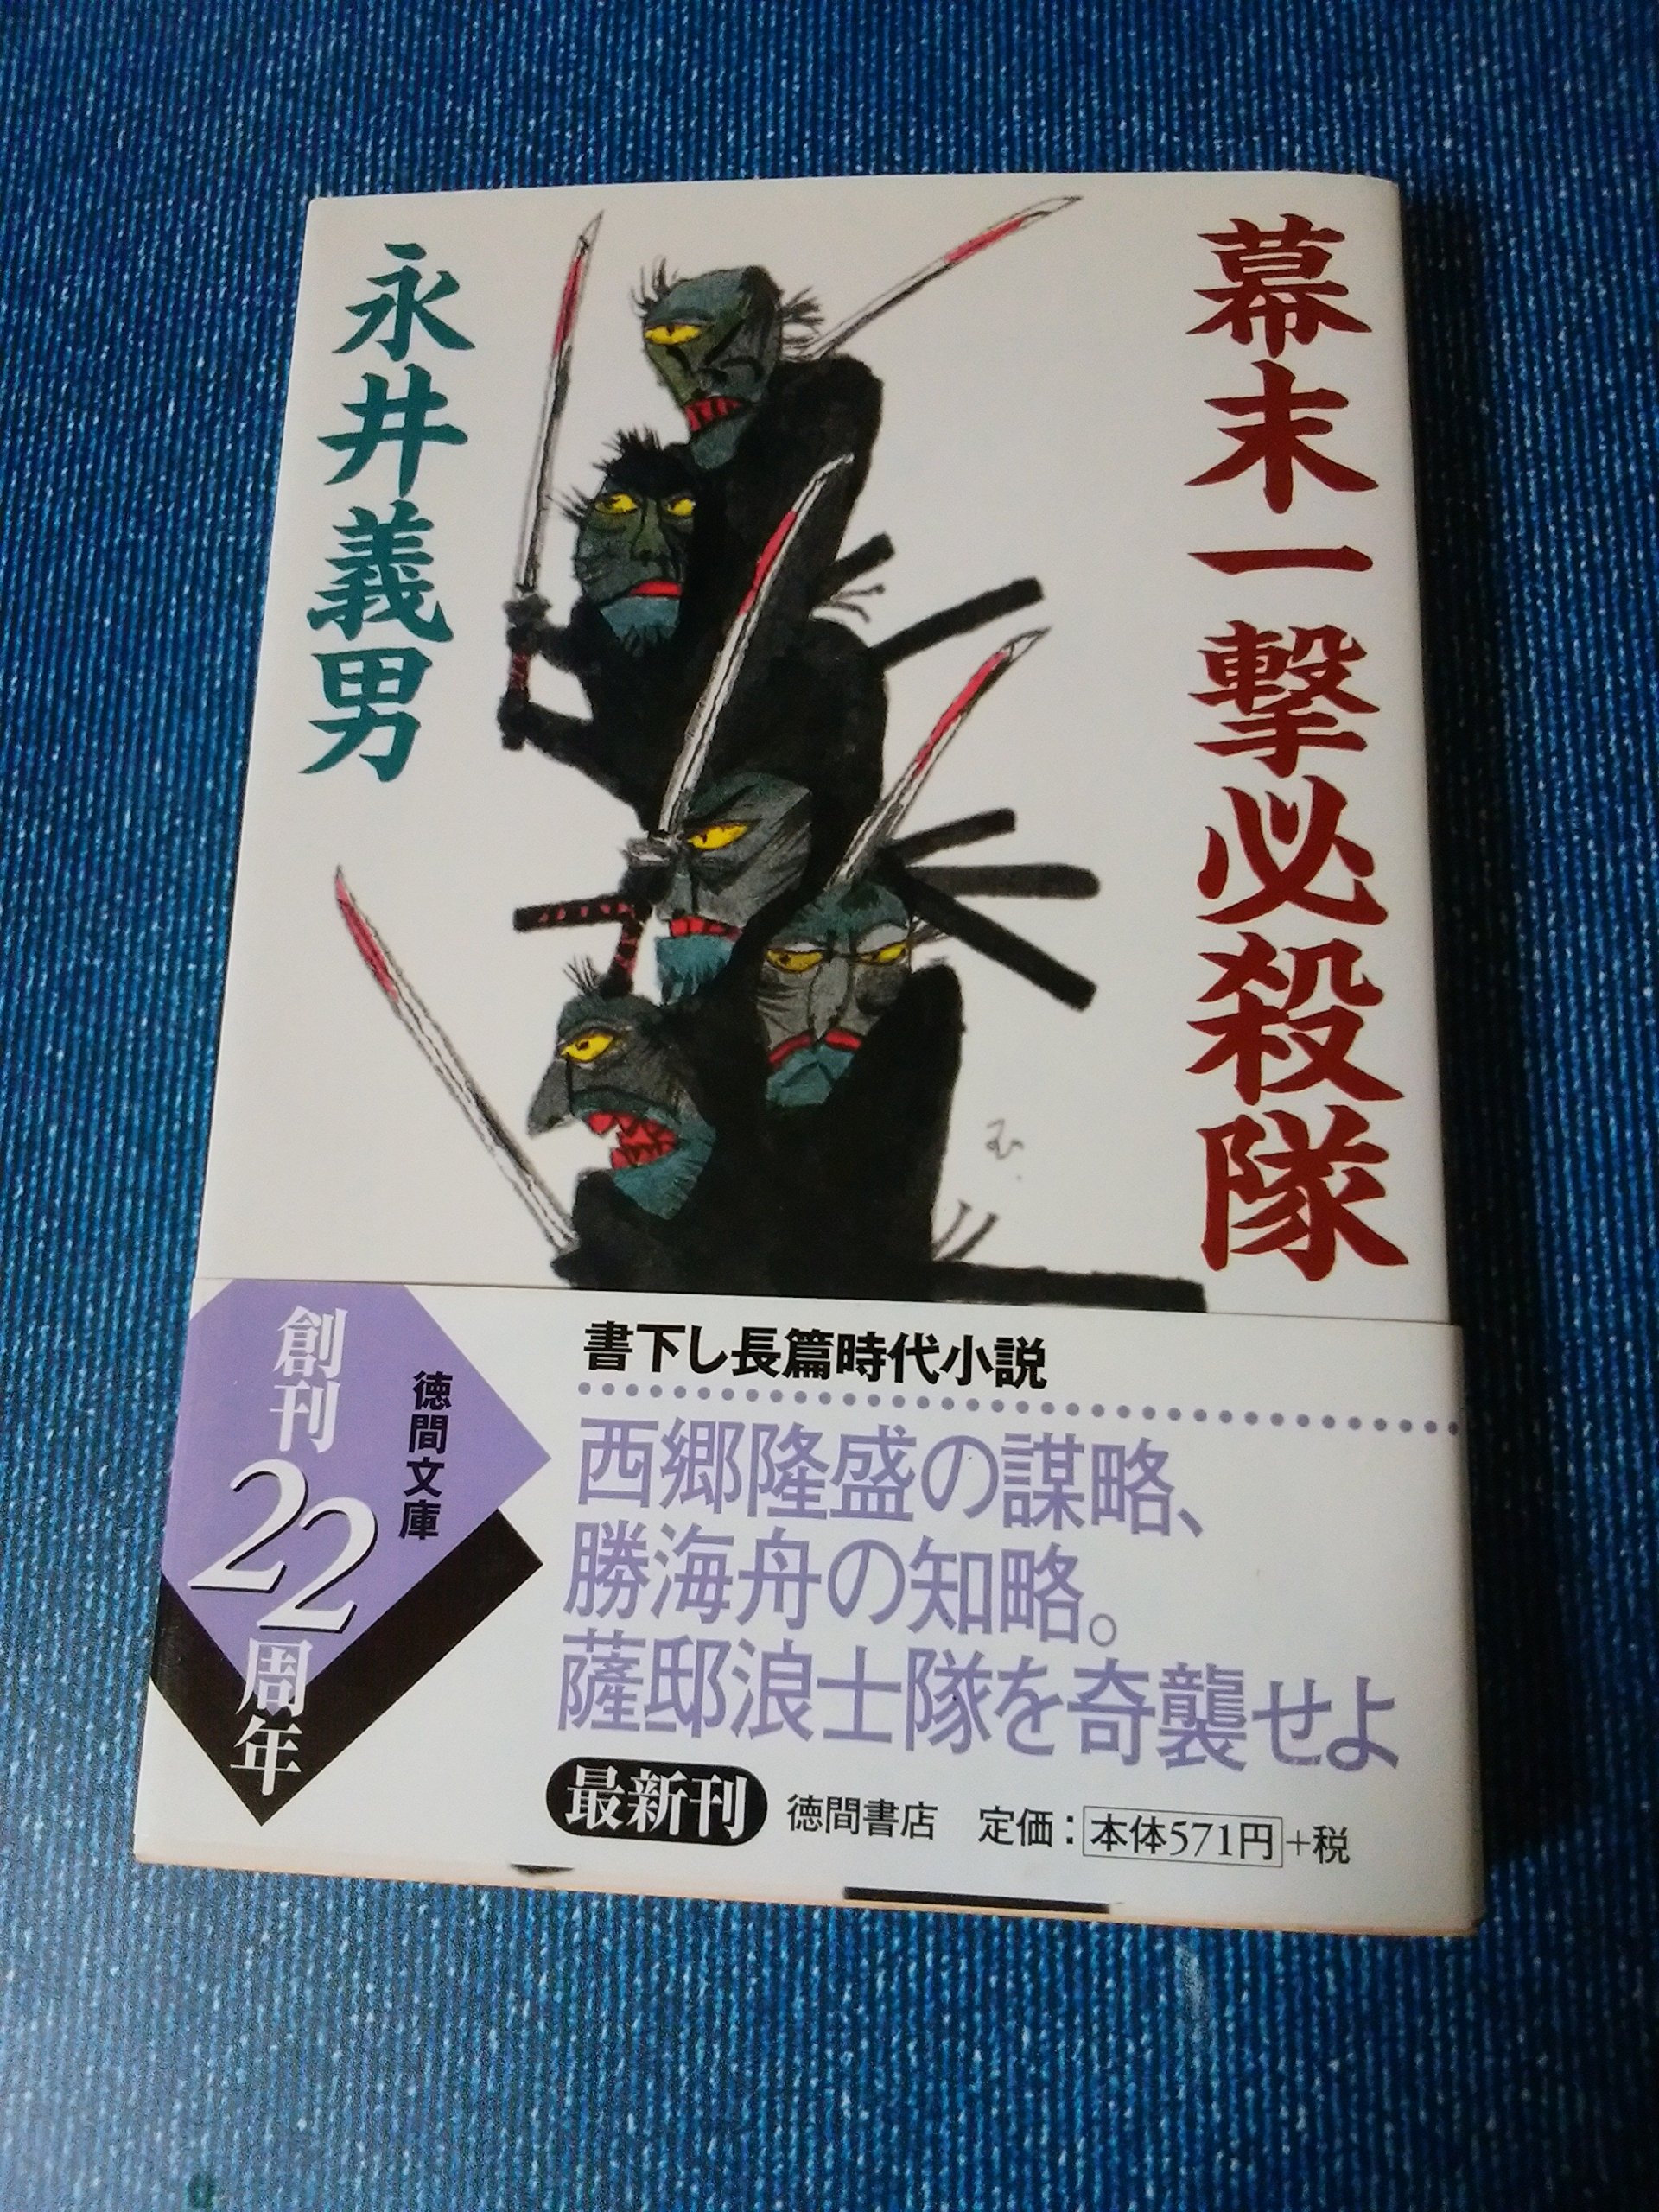 幕末一撃必殺隊
永井義男
む
徳間文庫
創刊22周年
書下し長篇時代小説
西郷隆盛の謀略、
勝海舟の知略。
薩邸浪士隊を奇襲せよ
最新刊 徳間書店 定価：本体571円+税